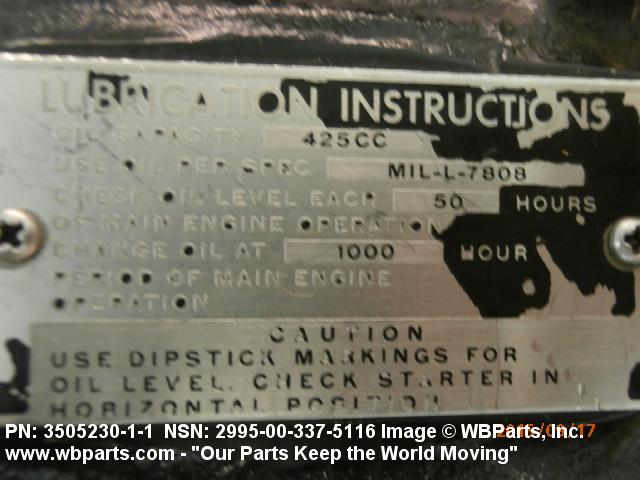 LUBRICATION INSTRUCTIONS
OIL CAPACITY 425CC
USE OIL PER SPEC MIL-L-7808
CHECK OIL LEVEL EACH 50 HOURS
OF MAIN ENGINE OPERATION
CHANGE OIL AT 1000 HOUR
PERIOD OF MAIN ENGINE
OPERATION
CAUTION
USE DIPSTICK MARKINGS FOR
OIL LEVEL. CHECK STARTER IN
HORIZONTAL POSITION
PN: 3505230-1-1 NSN: 2995-00-337-5116 Image © WBParts, Inc.
www.wbparts.com - "Our Parts Keep the World Moving"